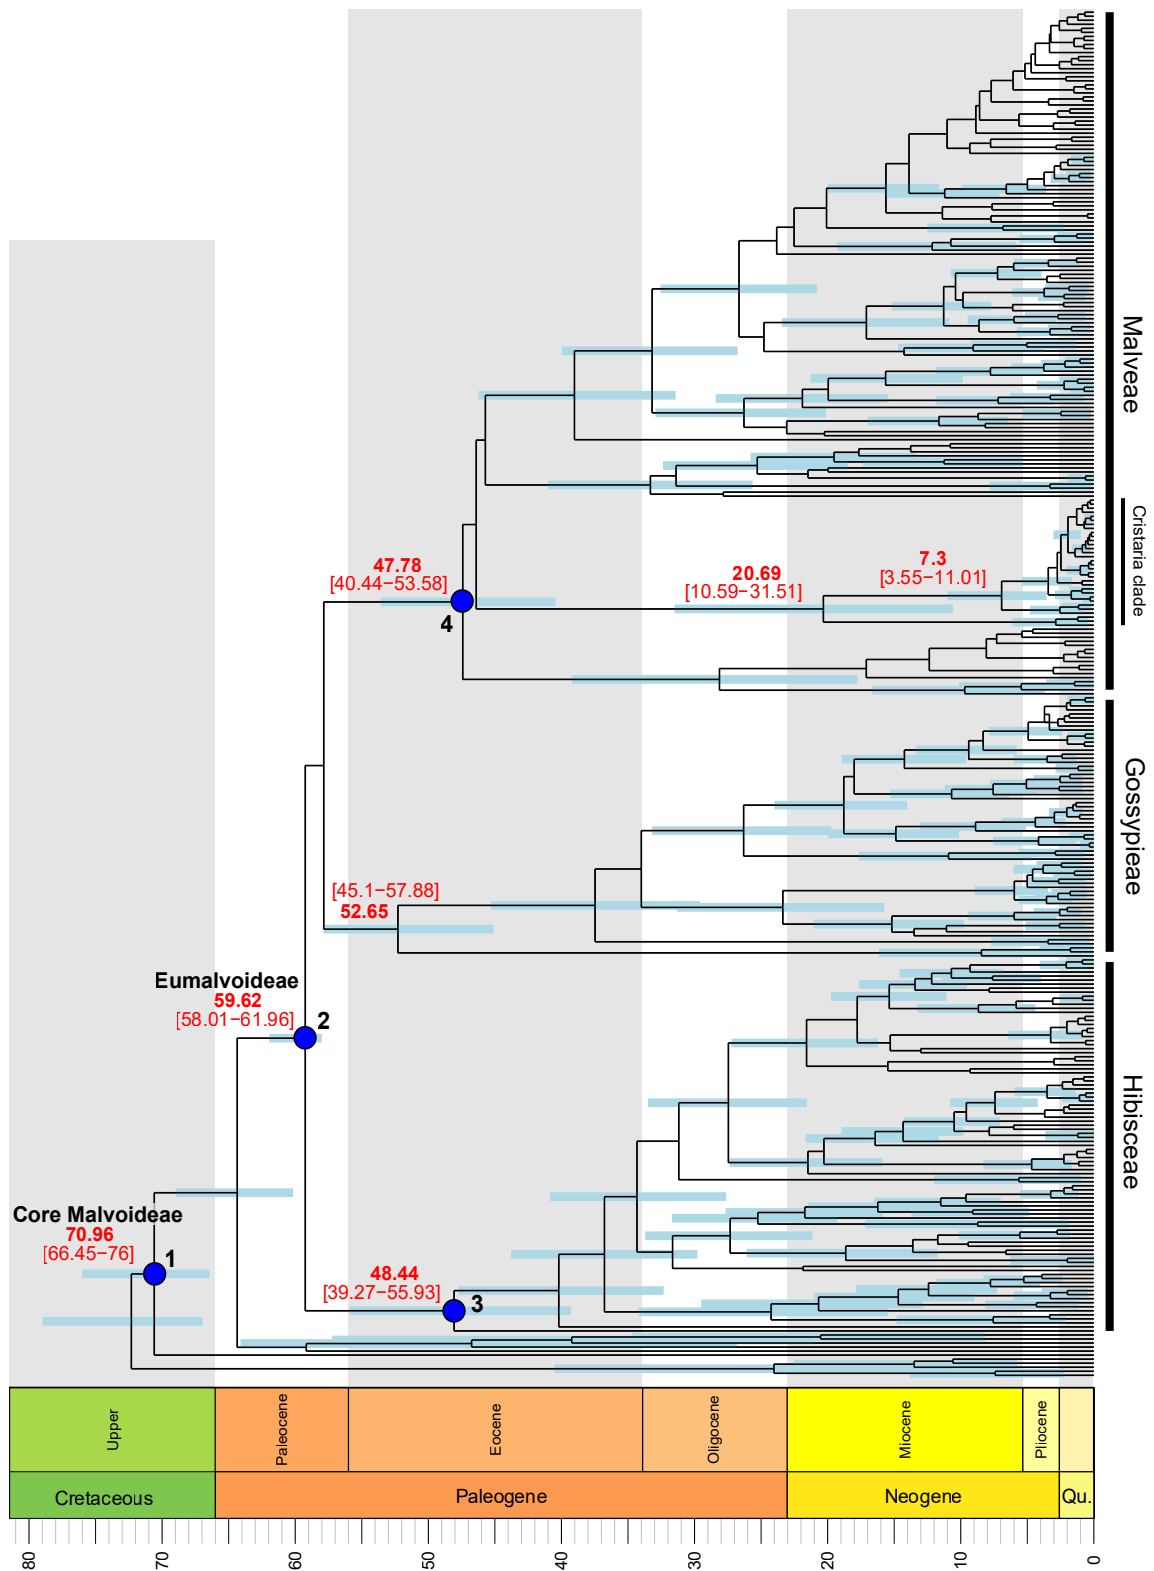 Malveae
Cristaria clade
47.78
[40.44−53.58]
4
20.69
[10.59−31.51]
7.3
[3.55−11.01]
Gossypieae
[45.1−57.88]
52.65
Eumalvoideae
59.62
[58.01−61.96]
2
Hibisceae
Core Malvoideae
70.96
[66.45−76]
1
48.44
[39.27−55.93]
3
Upper
Paleocene
Eocene
Oligocene
Miocene
Pliocene
Cretaceous
Paleogene
Neogene
Qu.
80
70
60
50
40
30
20
10
0